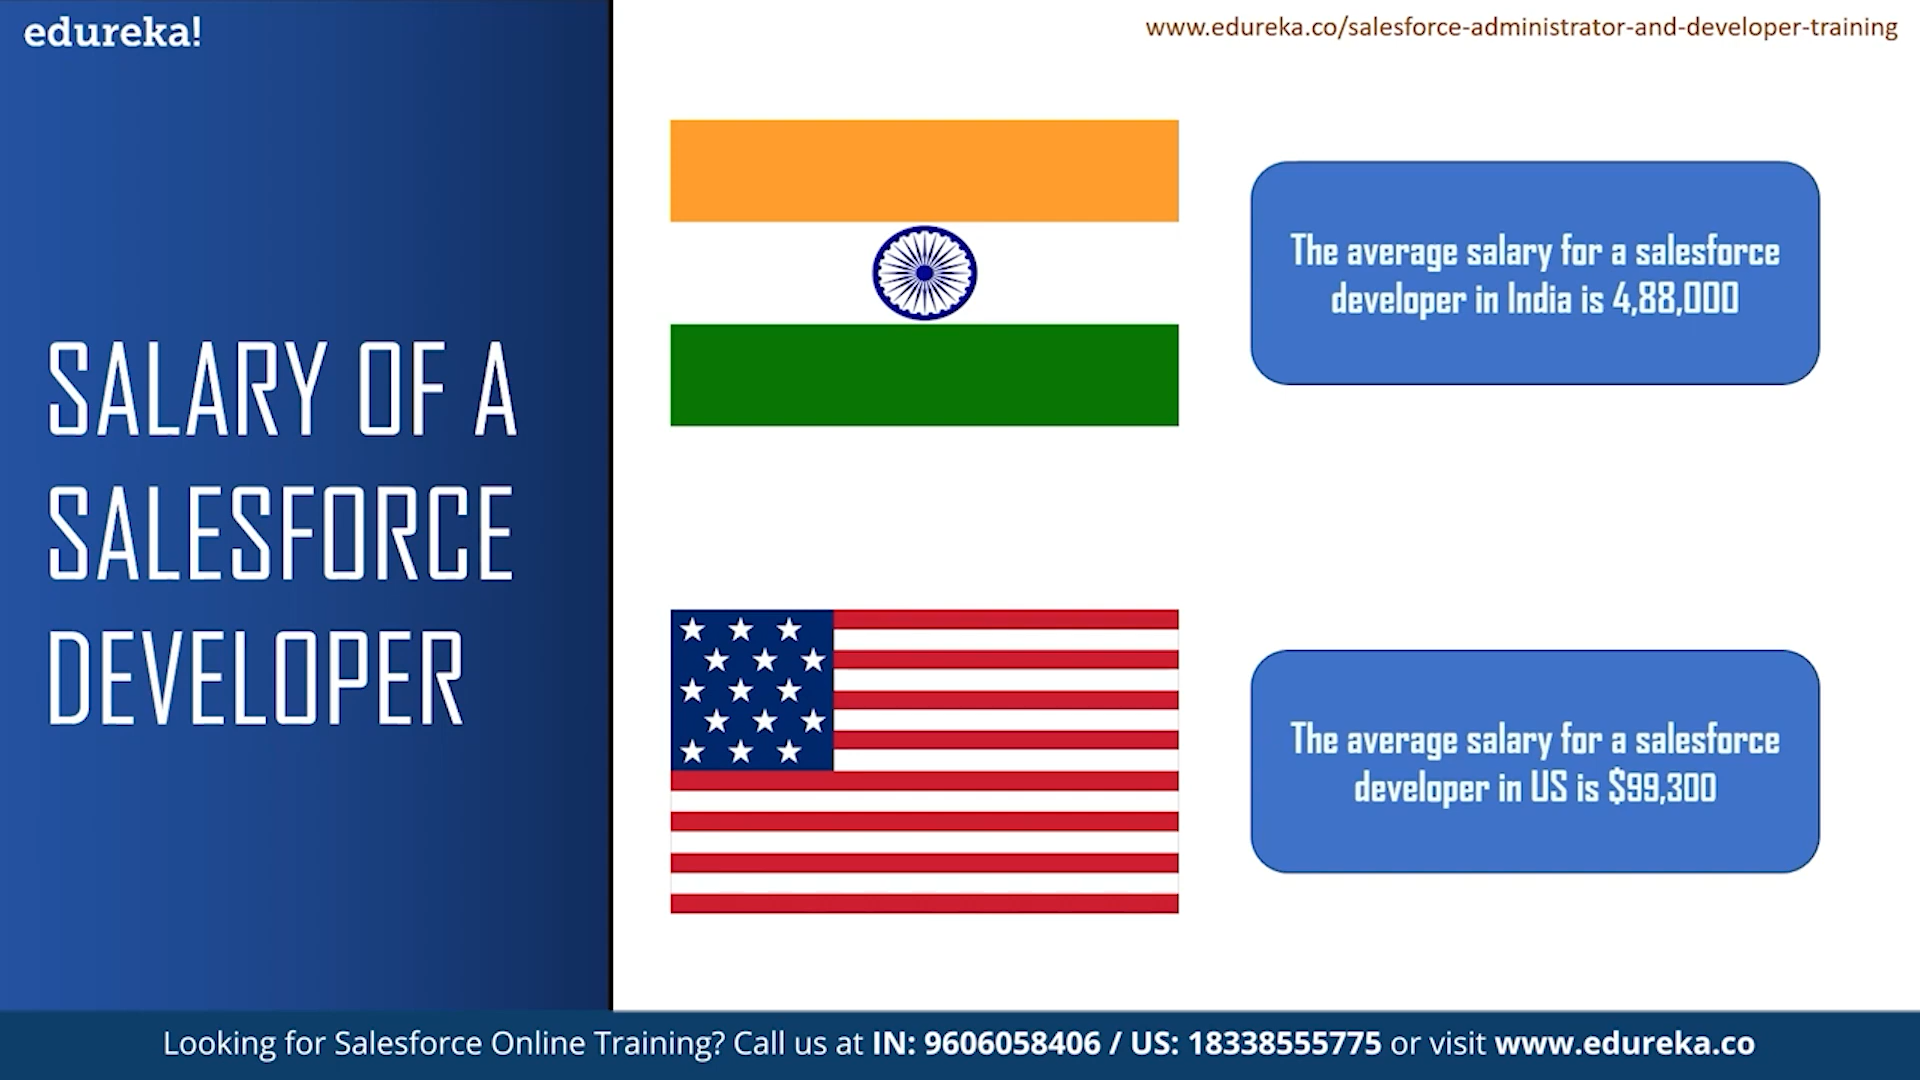 edureka!
www.edureka.co/salesforce-administrator-and-developer-training
SALARY OF A
SALESFORCE
DEVELOPER
The average salary for a salesforce
developer in India is 4,88,000
The average salary for a salesforce
developer in US is $99,300
Looking for Salesforce Online Training? Call us at IN: 9606058406 / US: 18338555775 or visit www.edureka.co